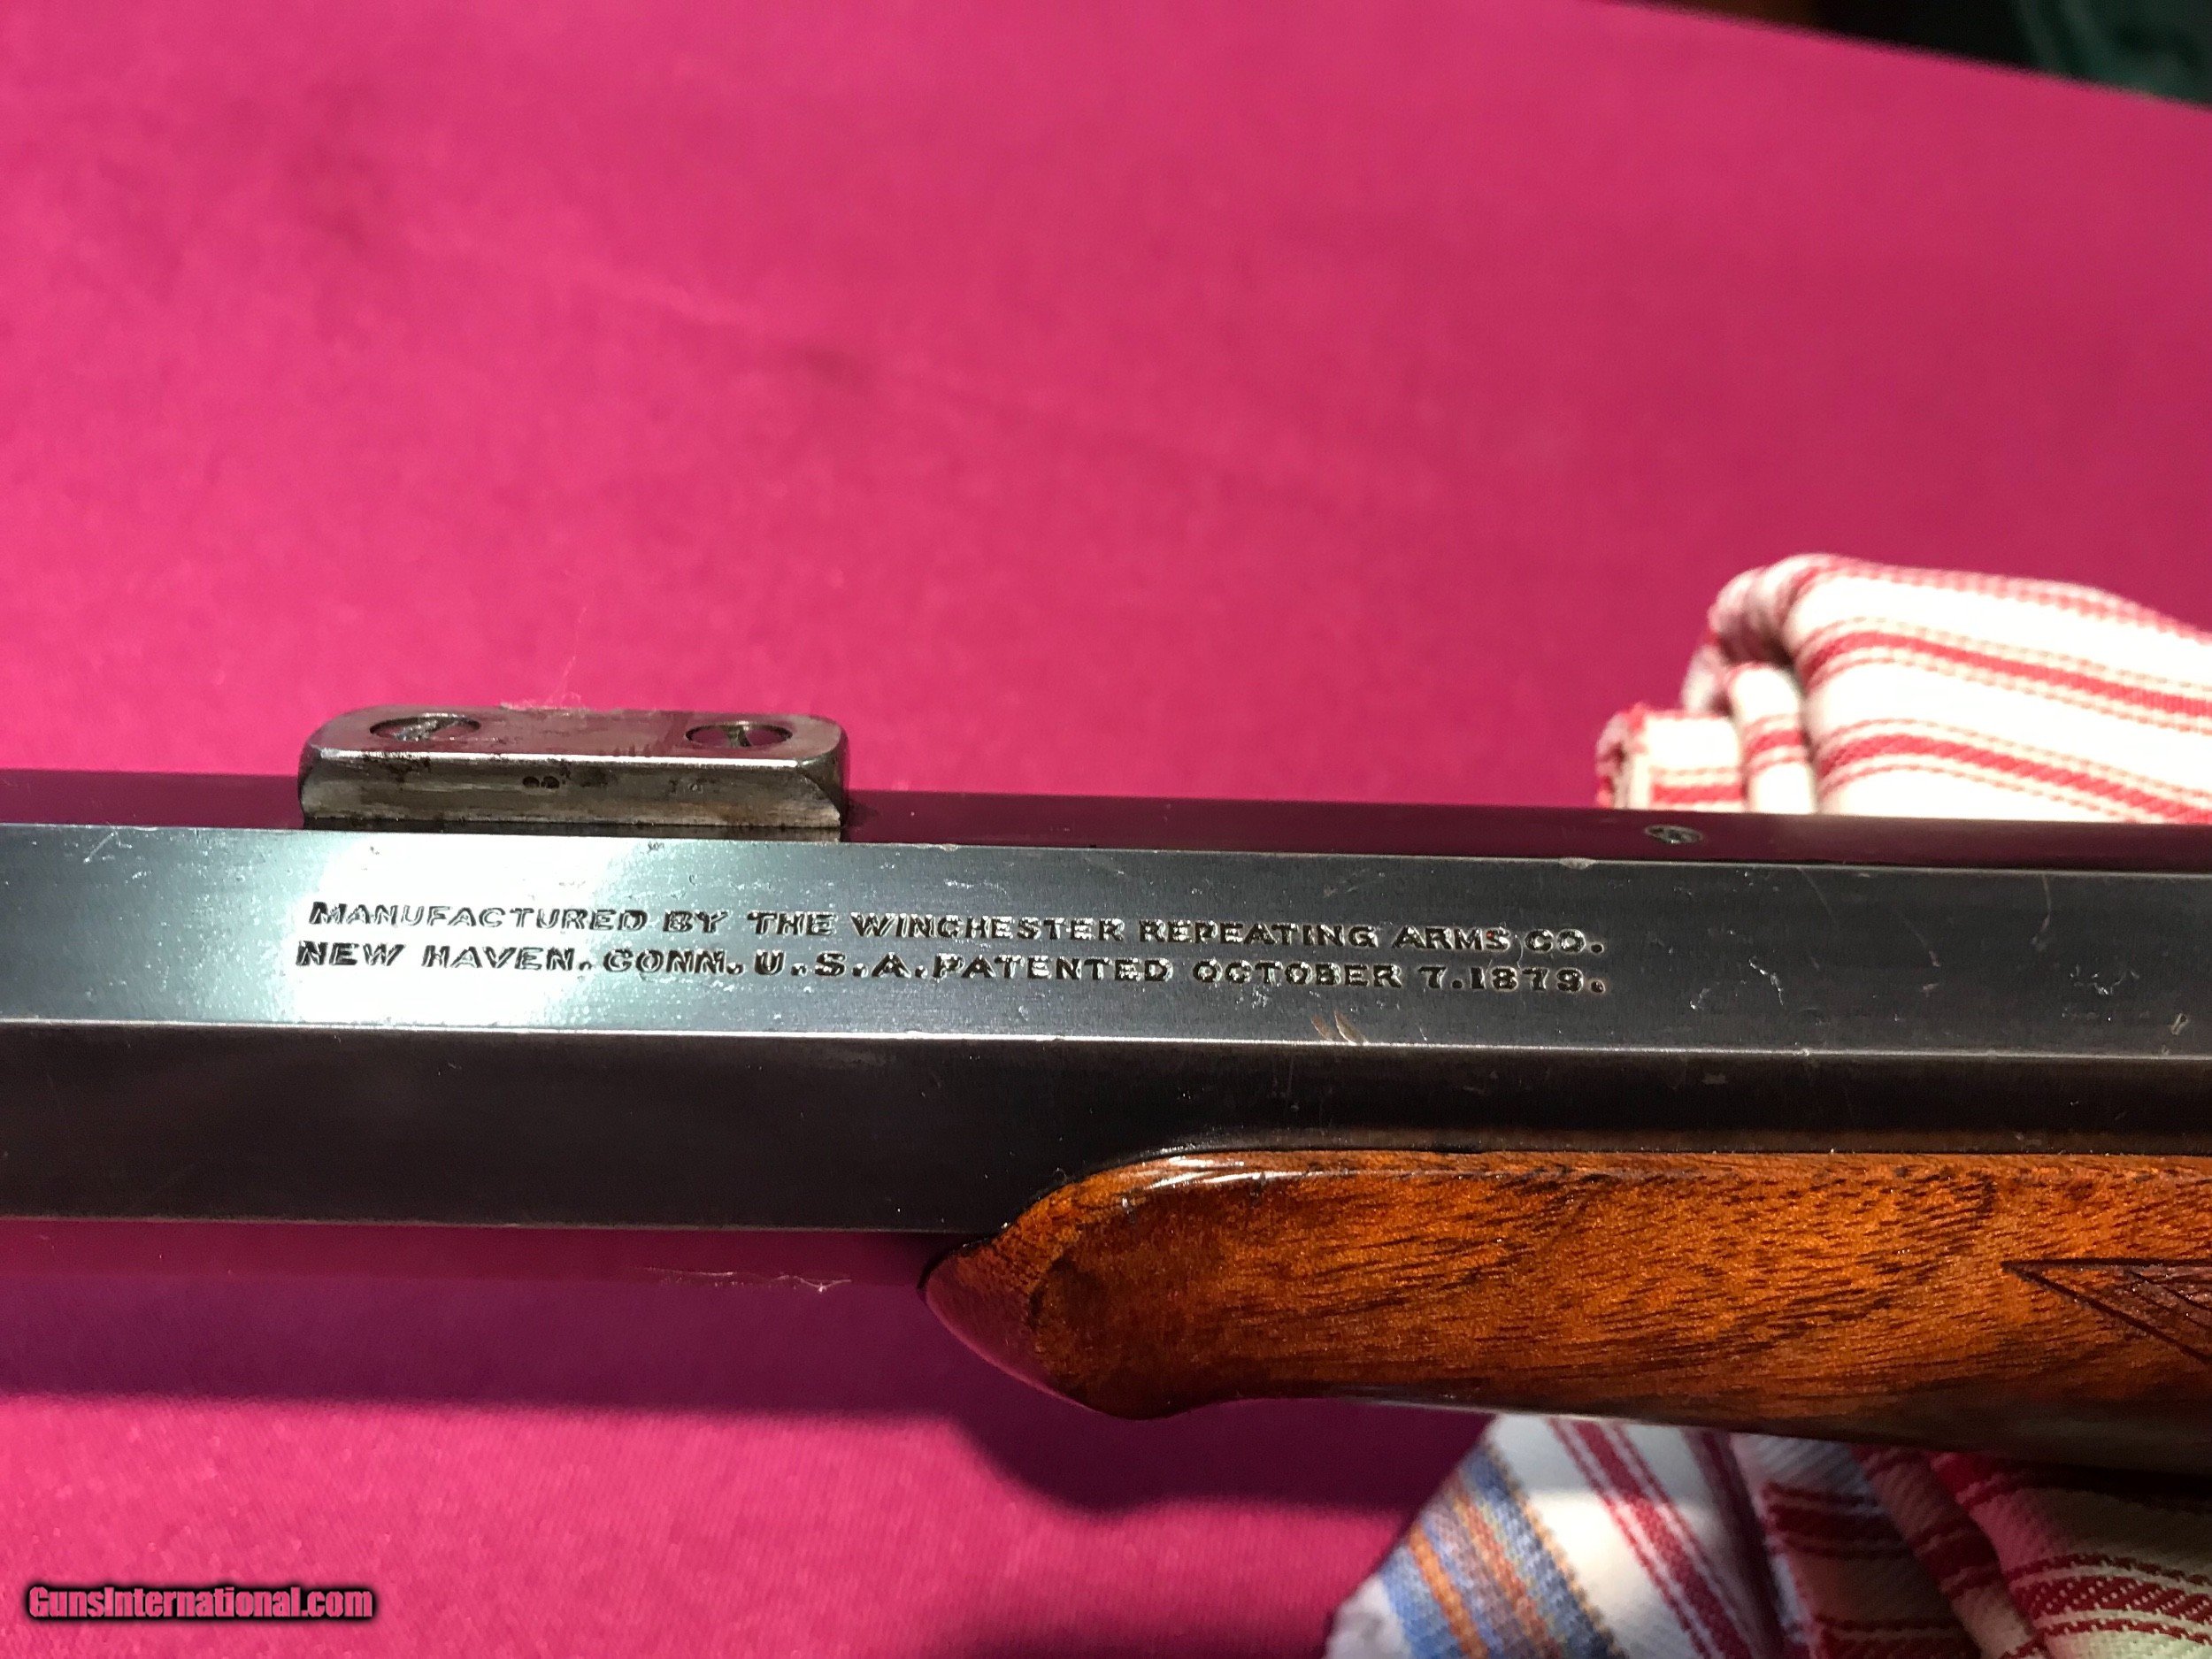 MANUFACTURED BY THE WINCHESTER REPEATING ARMS CO.
NEW HAVEN. CONN. U.S.A. PATENTED OCTOBER 7.1879.
GunsInternational.com